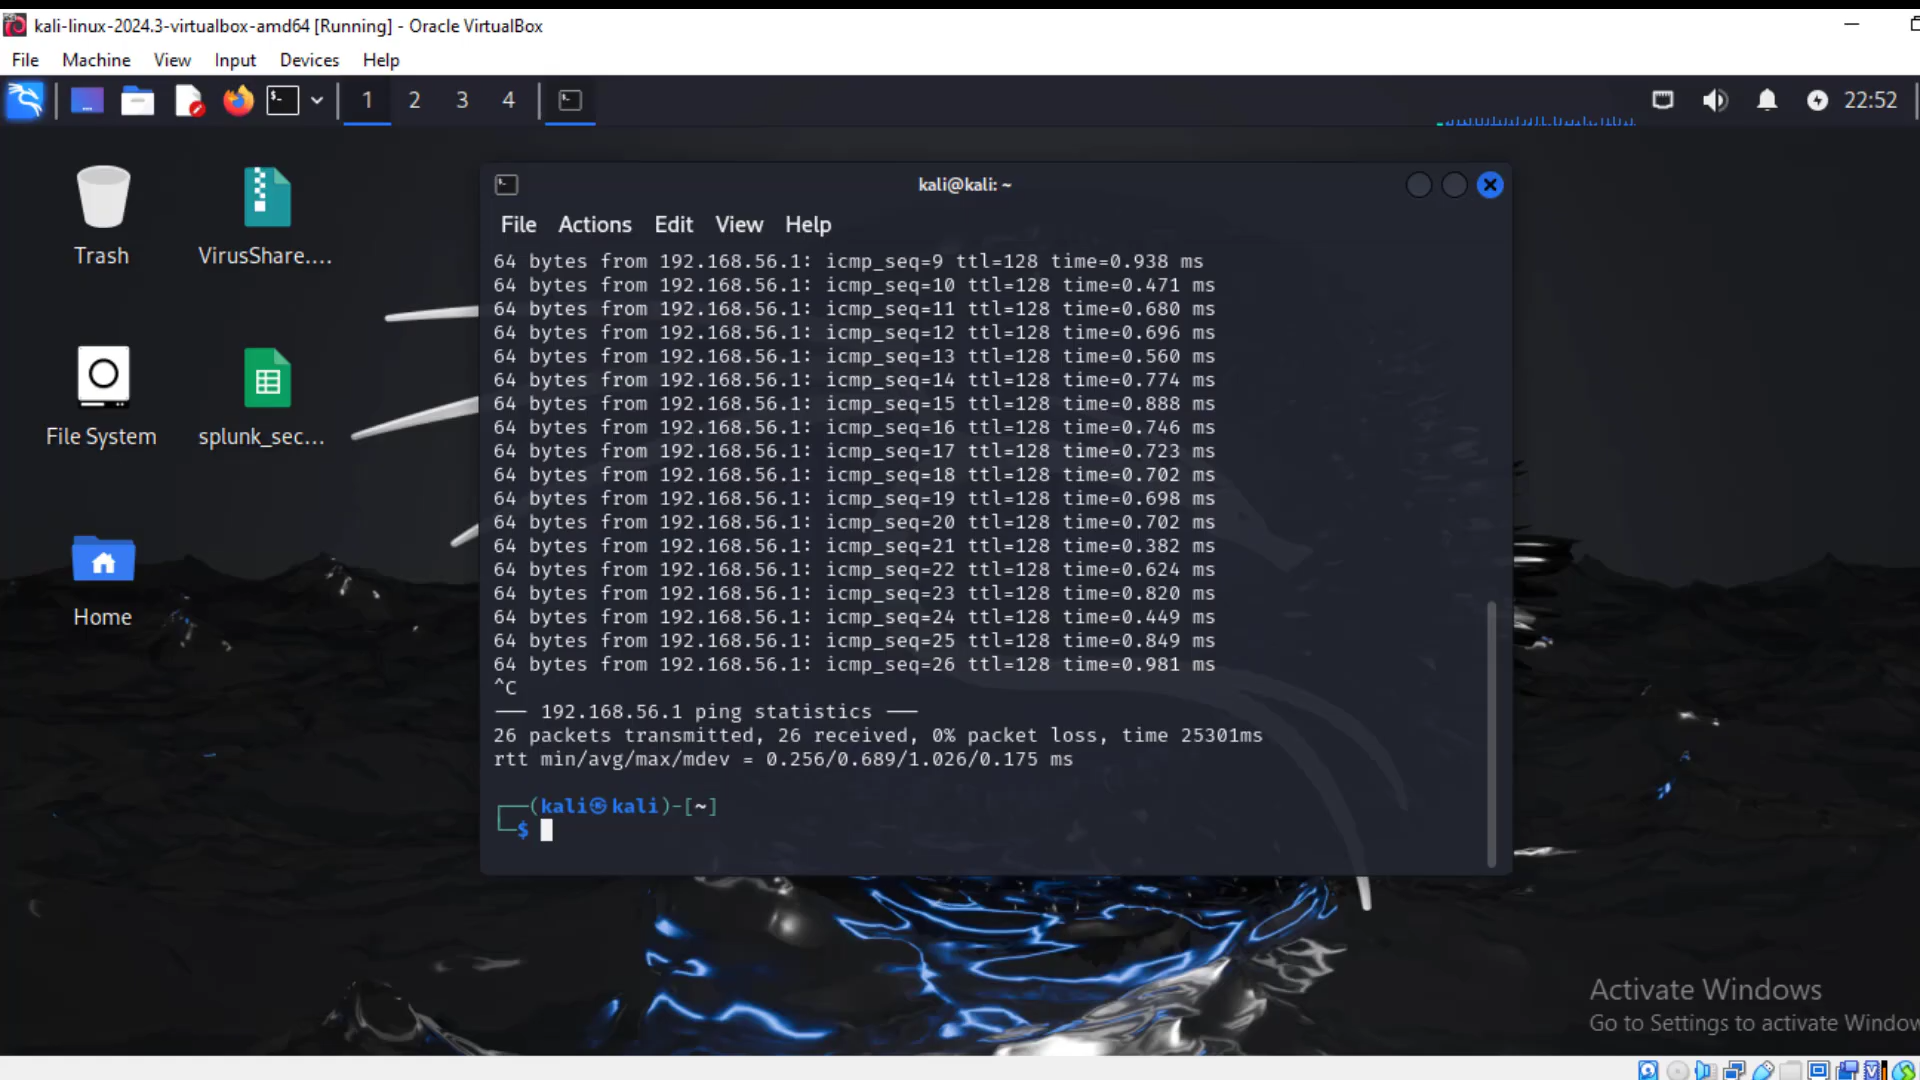 kali-linux-2024.3-virtualbox-amd64 [Running] - Oracle VirtualBox
File Machine View Input Devices Help
1 2 3 4 22:52
Trash
VirusShare....
File System
splunk_sec...
Home
kali@kali: ~
File Actions Edit View Help
64 bytes from 192.168.56.1: icmp_seq=9 ttl=128 time=0.938 ms
64 bytes from 192.168.56.1: icmp_seq=10 ttl=128 time=0.471 ms
64 bytes from 192.168.56.1: icmp_seq=11 ttl=128 time=0.680 ms
64 bytes from 192.168.56.1: icmp_seq=12 ttl=128 time=0.696 ms
64 bytes from 192.168.56.1: icmp_seq=13 ttl=128 time=0.560 ms
64 bytes from 192.168.56.1: icmp_seq=14 ttl=128 time=0.774 ms
64 bytes from 192.168.56.1: icmp_seq=15 ttl=128 time=0.888 ms
64 bytes from 192.168.56.1: icmp_seq=16 ttl=128 time=0.746 ms
64 bytes from 192.168.56.1: icmp_seq=17 ttl=128 time=0.723 ms
64 bytes from 192.168.56.1: icmp_seq=18 ttl=128 time=0.702 ms
64 bytes from 192.168.56.1: icmp_seq=19 ttl=128 time=0.698 ms
64 bytes from 192.168.56.1: icmp_seq=20 ttl=128 time=0.702 ms
64 bytes from 192.168.56.1: icmp_seq=21 ttl=128 time=0.382 ms
64 bytes from 192.168.56.1: icmp_seq=22 ttl=128 time=0.624 ms
64 bytes from 192.168.56.1: icmp_seq=23 ttl=128 time=0.820 ms
64 bytes from 192.168.56.1: icmp_seq=24 ttl=128 time=0.449 ms
64 bytes from 192.168.56.1: icmp_seq=25 ttl=128 time=0.849 ms
64 bytes from 192.168.56.1: icmp_seq=26 ttl=128 time=0.981 ms
^C
--- 192.168.56.1 ping statistics ---
26 packets transmitted, 26 received, 0% packet loss, time 25301ms
rtt min/avg/max/mdev = 0.256/0.689/1.026/0.175 ms
┌──(kali㉿kali)-[~]
└─$
Activate Windows
Go to Settings to activate Window